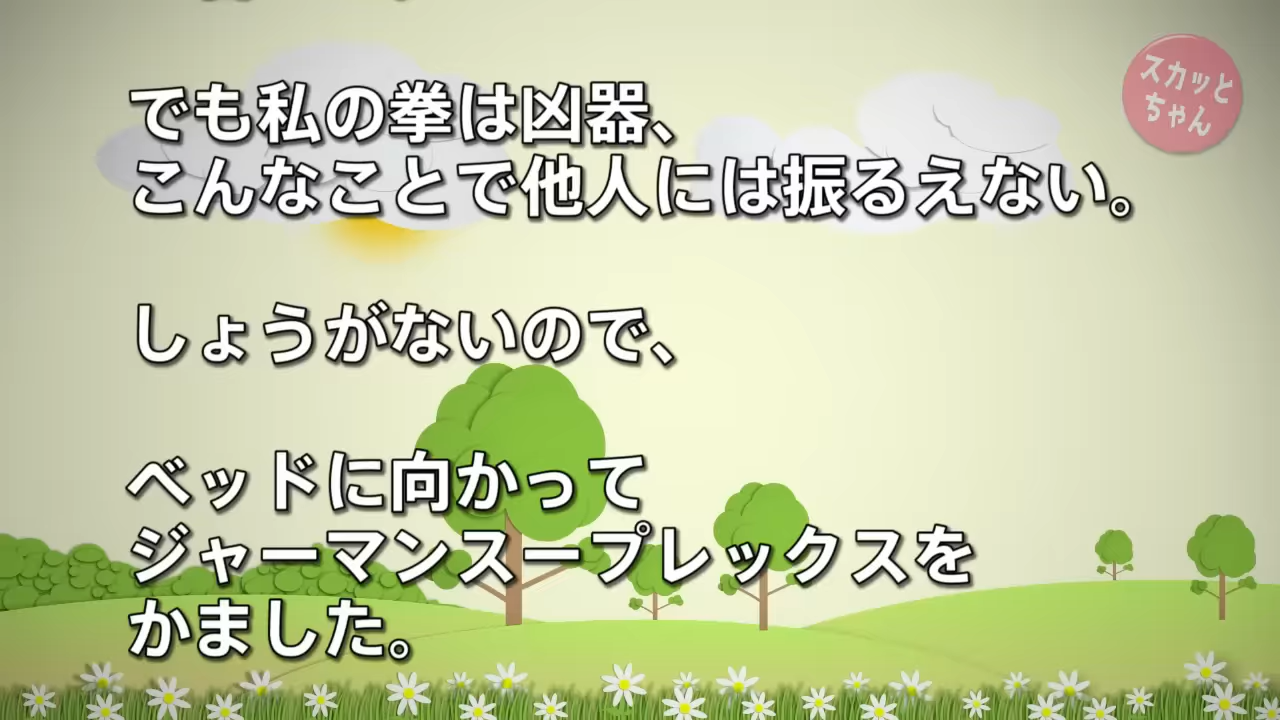 でも私の拳は凶器、
こんなことで他人には振るえない。
しょうがないので、
ベッドに向かって
ジャーマンスープレックスを
かました。
スカッと
ちゃん